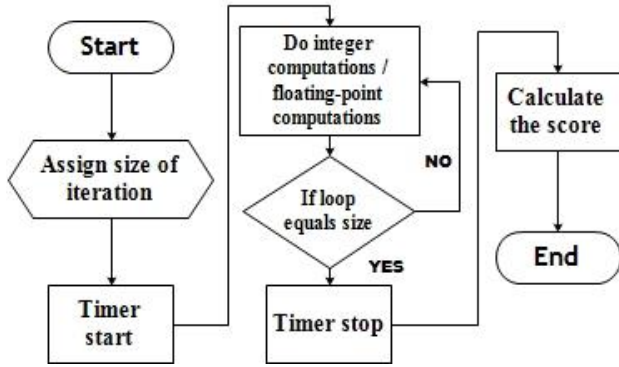 Start
Assign size of
iteration
Timer
start
Do integer
computations /
floating-point
computations
NO
If loop
equals size
YES
Timer stop
Calculate
the score
End